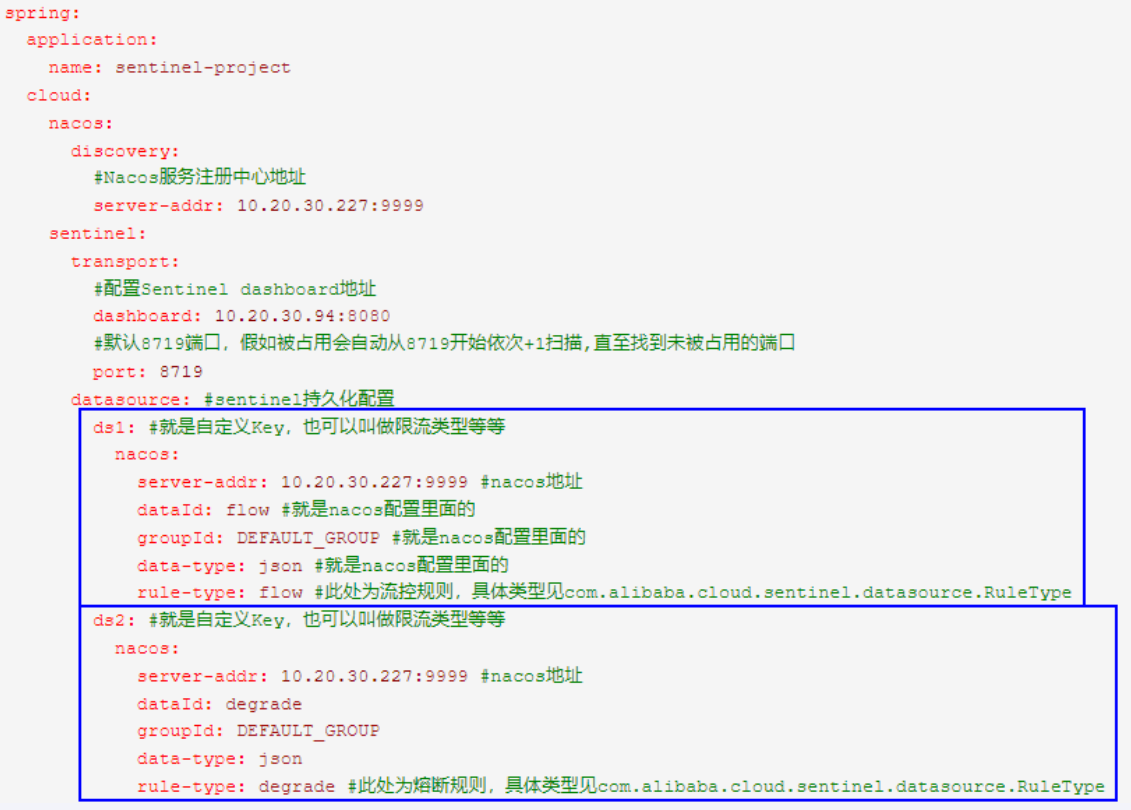 spring:
  application:
    name: sentinel-project
  cloud:
    nacos:
      discovery:
        #Nacos服务注册中心地址
        server-addr: 10.20.30.227:9999
    sentinel:
      transport:
        #配置Sentinel dashboard地址
        dashboard: 10.20.30.94:8080
        #默认8719端口，假如被占用会自动从8719开始依次+1扫描,直至找到未被占用的端口
        port: 8719
      datasource: #sentinel持久化配置
        ds1: #就是自定义Key，也可以叫做限流类型等等
          nacos:
            server-addr: 10.20.30.227:9999 #nacos地址
            dataId: flow #就是nacos配置里面的
            groupId: DEFAULT_GROUP #就是nacos配置里面的
            data-type: json #就是nacos配置里面的
            rule-type: flow #此处为流控规则，具体类型见com.alibaba.cloud.sentinel.datasource.RuleType
        ds2: #就是自定义Key，也可以叫做限流类型等等
          nacos:
            server-addr: 10.20.30.227:9999 #nacos地址
            dataId: degrade
            groupId: DEFAULT_GROUP
            data-type: json
            rule-type: degrade #此处为熔断规则，具体类型见com.alibaba.cloud.sentinel.datasource.RuleType